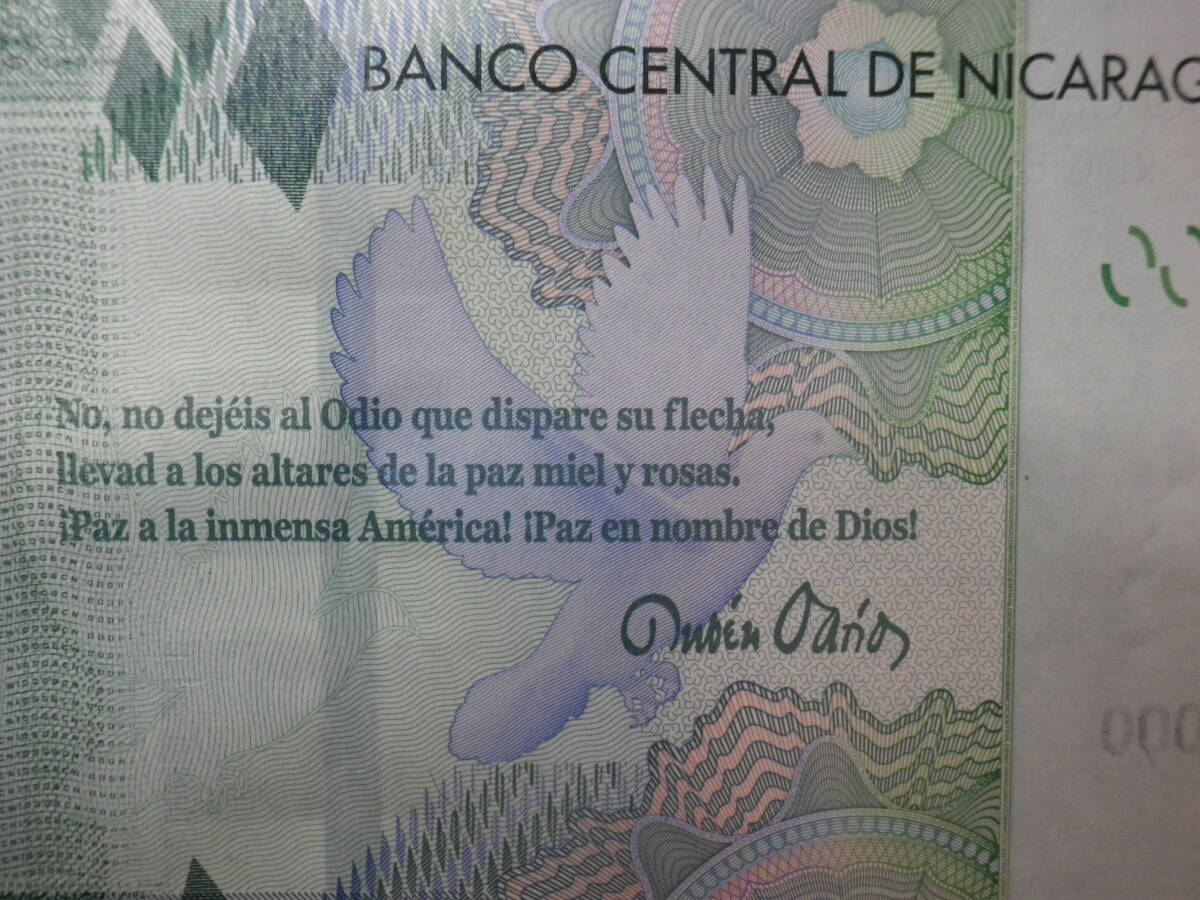 BANCO CENTRAL DE NICARAG
No, no dejéis al Odio que dispare su flecha,
llevad a los altares de la paz miel y rosas.
¡Paz a la inmensa América! ¡Paz en nombre de Dios!
Rubén Darío